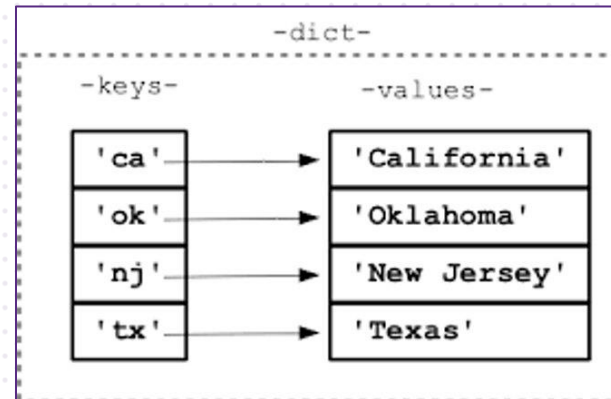 -dict-
-keys- -values-
'ca' 'California'
'ok' 'Oklahoma'
'nj' 'New Jersey'
'tx' 'Texas'